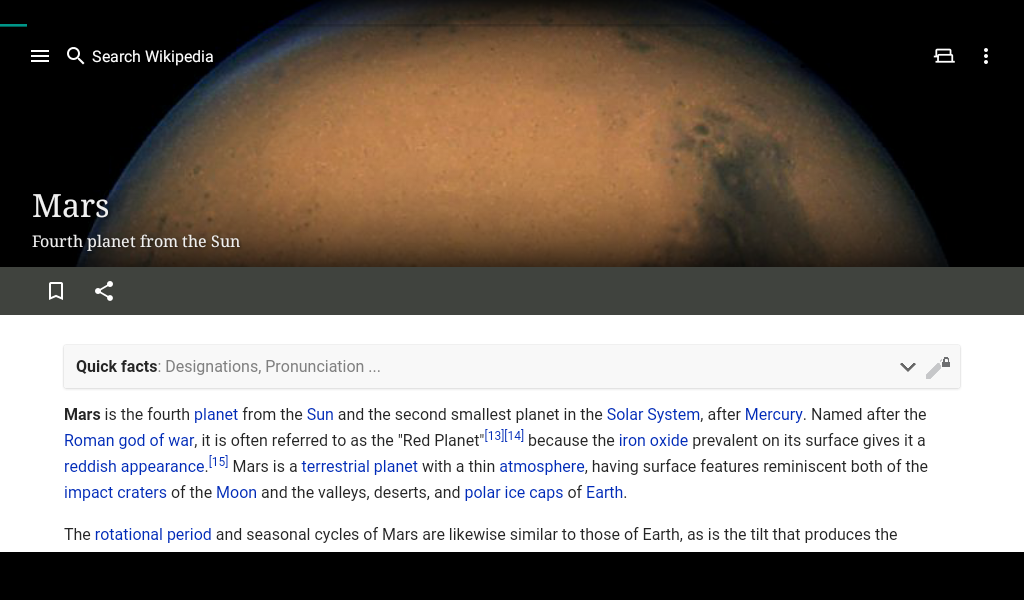 Search Wikipedia
Mars
Fourth planet from the Sun
Quick facts: Designations, Pronunciation ...
Mars is the fourth planet from the Sun and the second smallest planet in the Solar System, after Mercury. Named after the
Roman god of war, it is often referred to as the "Red Planet"[13][14] because the iron oxide prevalent on its surface gives it a
reddish appearance.[15] Mars is a terrestrial planet with a thin atmosphere, having surface features reminiscent both of the
impact craters of the Moon and the valleys, deserts, and polar ice caps of Earth.
The rotational period and seasonal cycles of Mars are likewise similar to those of Earth, as is the tilt that produces the